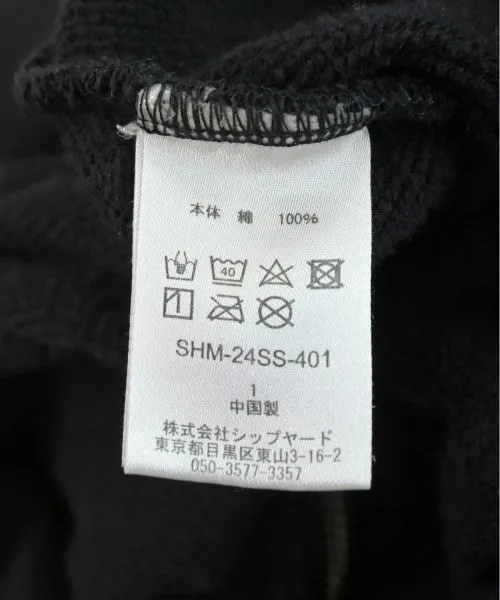 本体 綿 100%
40
SHM-24SS-401
1
中国製
株式会社シップヤード
東京都目黒区東山3-16-2
050-3577-3357